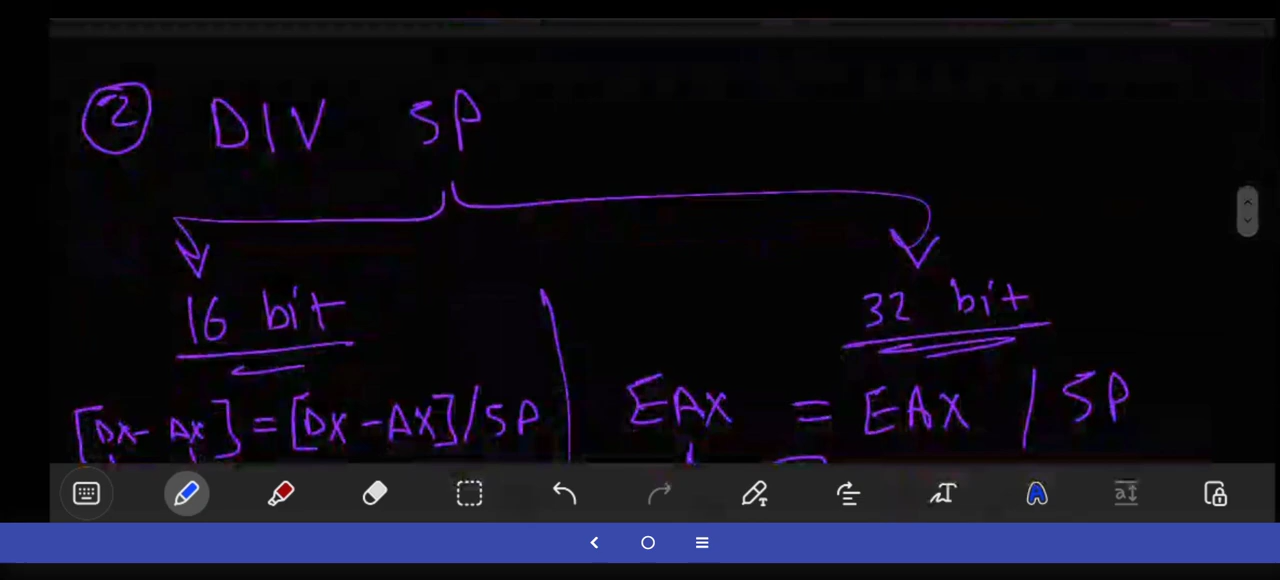 ② DIV SP
16 bit
32 bit
[DX- AX] = [DX -AX]/SP
EAX = EAX / SP